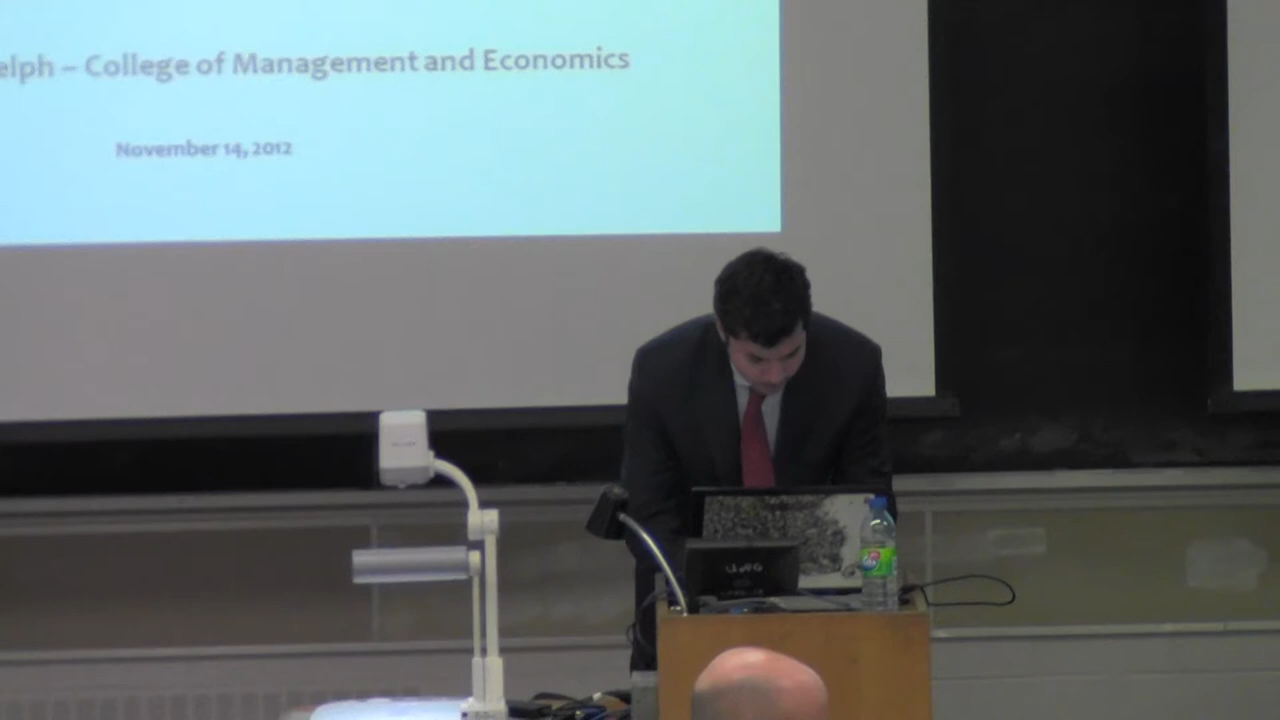 elph – College of Management and Economics
November 14, 2012